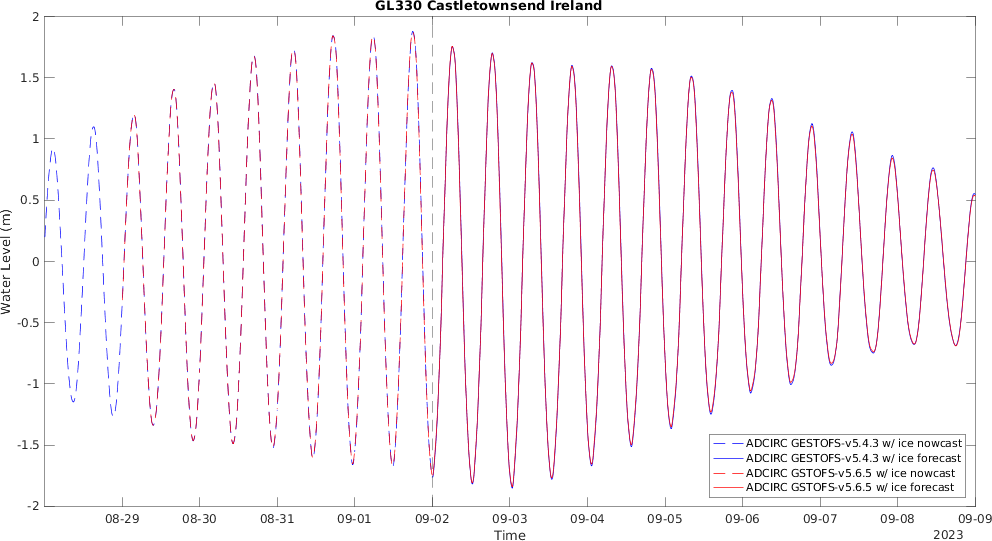 GL330 Castletownsend Ireland
2
1.5
1
0.5
0
-0.5
-1
-1.5
-2
Water Level (m)
ADCIRC GESTOFS-v5.4.3 w/ ice nowcast
ADCIRC GESTOFS-v5.4.3 w/ ice forecast
ADCIRC GSTOFS-v5.6.5 w/ ice nowcast
ADCIRC GSTOFS-v5.6.5 w/ ice forecast
08-29 08-30 08-31 09-01 09-02 09-03 09-04 09-05 09-06 09-07 09-08 09-09
Time
2023